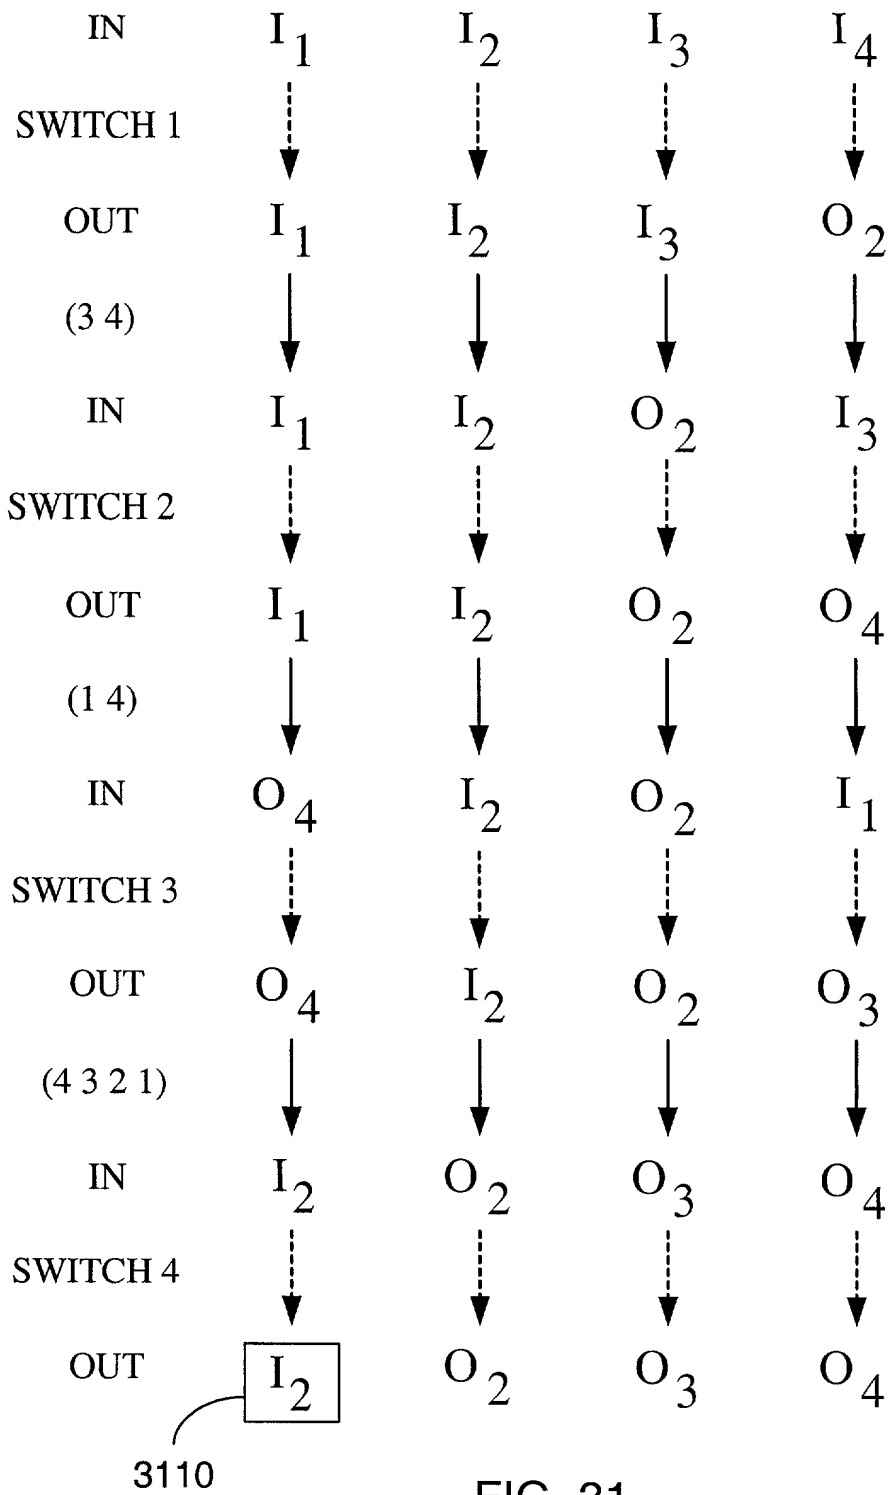 IN I₁ I₂ I₃ I₄
SWITCH 1
OUT I₁ I₂ I₃ O₂
(3 4)
IN I₁ I₂ O₂ I₃
SWITCH 2
OUT I₁ I₂ O₂ O₄
(1 4)
IN O₄ I₂ O₂ I₁
SWITCH 3
OUT O₄ I₂ O₂ O₃
(4 3 2 1)
IN I₂ O₂ O₃ O₄
SWITCH 4
OUT I₂ O₂ O₃ O₄
3110
FIG. 31